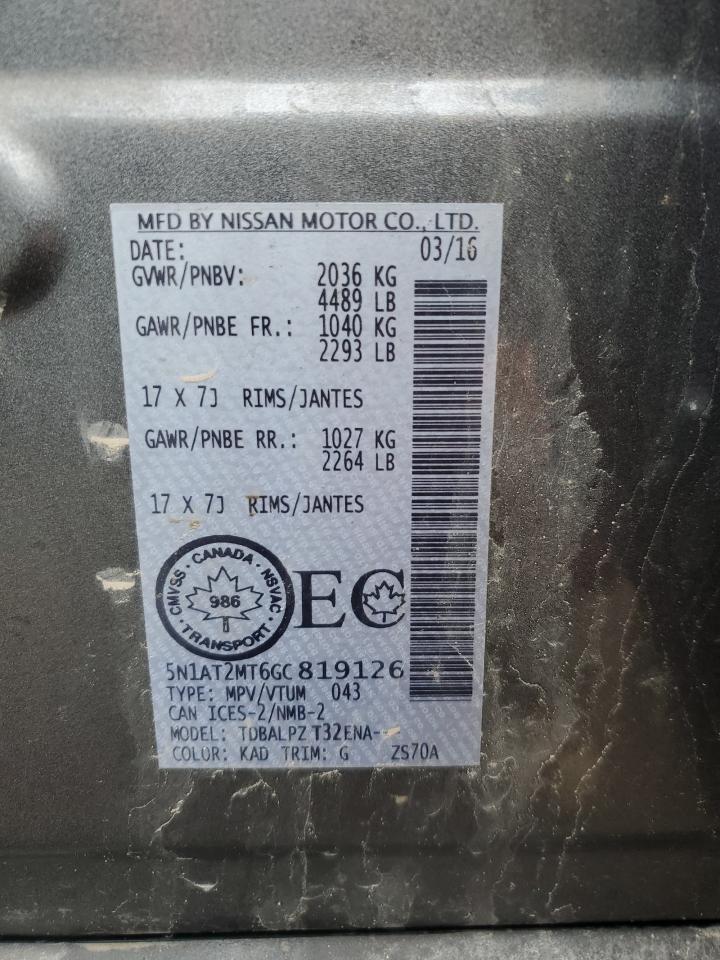 MFD BY NISSAN MOTOR CO., LTD.
DATE: 03/16
GVWR/PNBV: 2036 KG
4489 LB
GAWR/PNBE FR.: 1040 KG
2293 LB
17 X 7J RIMS/JANTES
GAWR/PNBE RR.: 1027 KG
2264 LB
17 X 7J RIMS/JANTES
CMVSS · CANADA · NSVAC
986
· TRANSPORT ·
EC
5N1AT2MT6GC819126
TYPE: MPV/VTUM 043
CAN ICES-2/NMB-2
MODEL: TDBALPZ T32ENA--
COLOR: KAD TRIM: G ZS70A